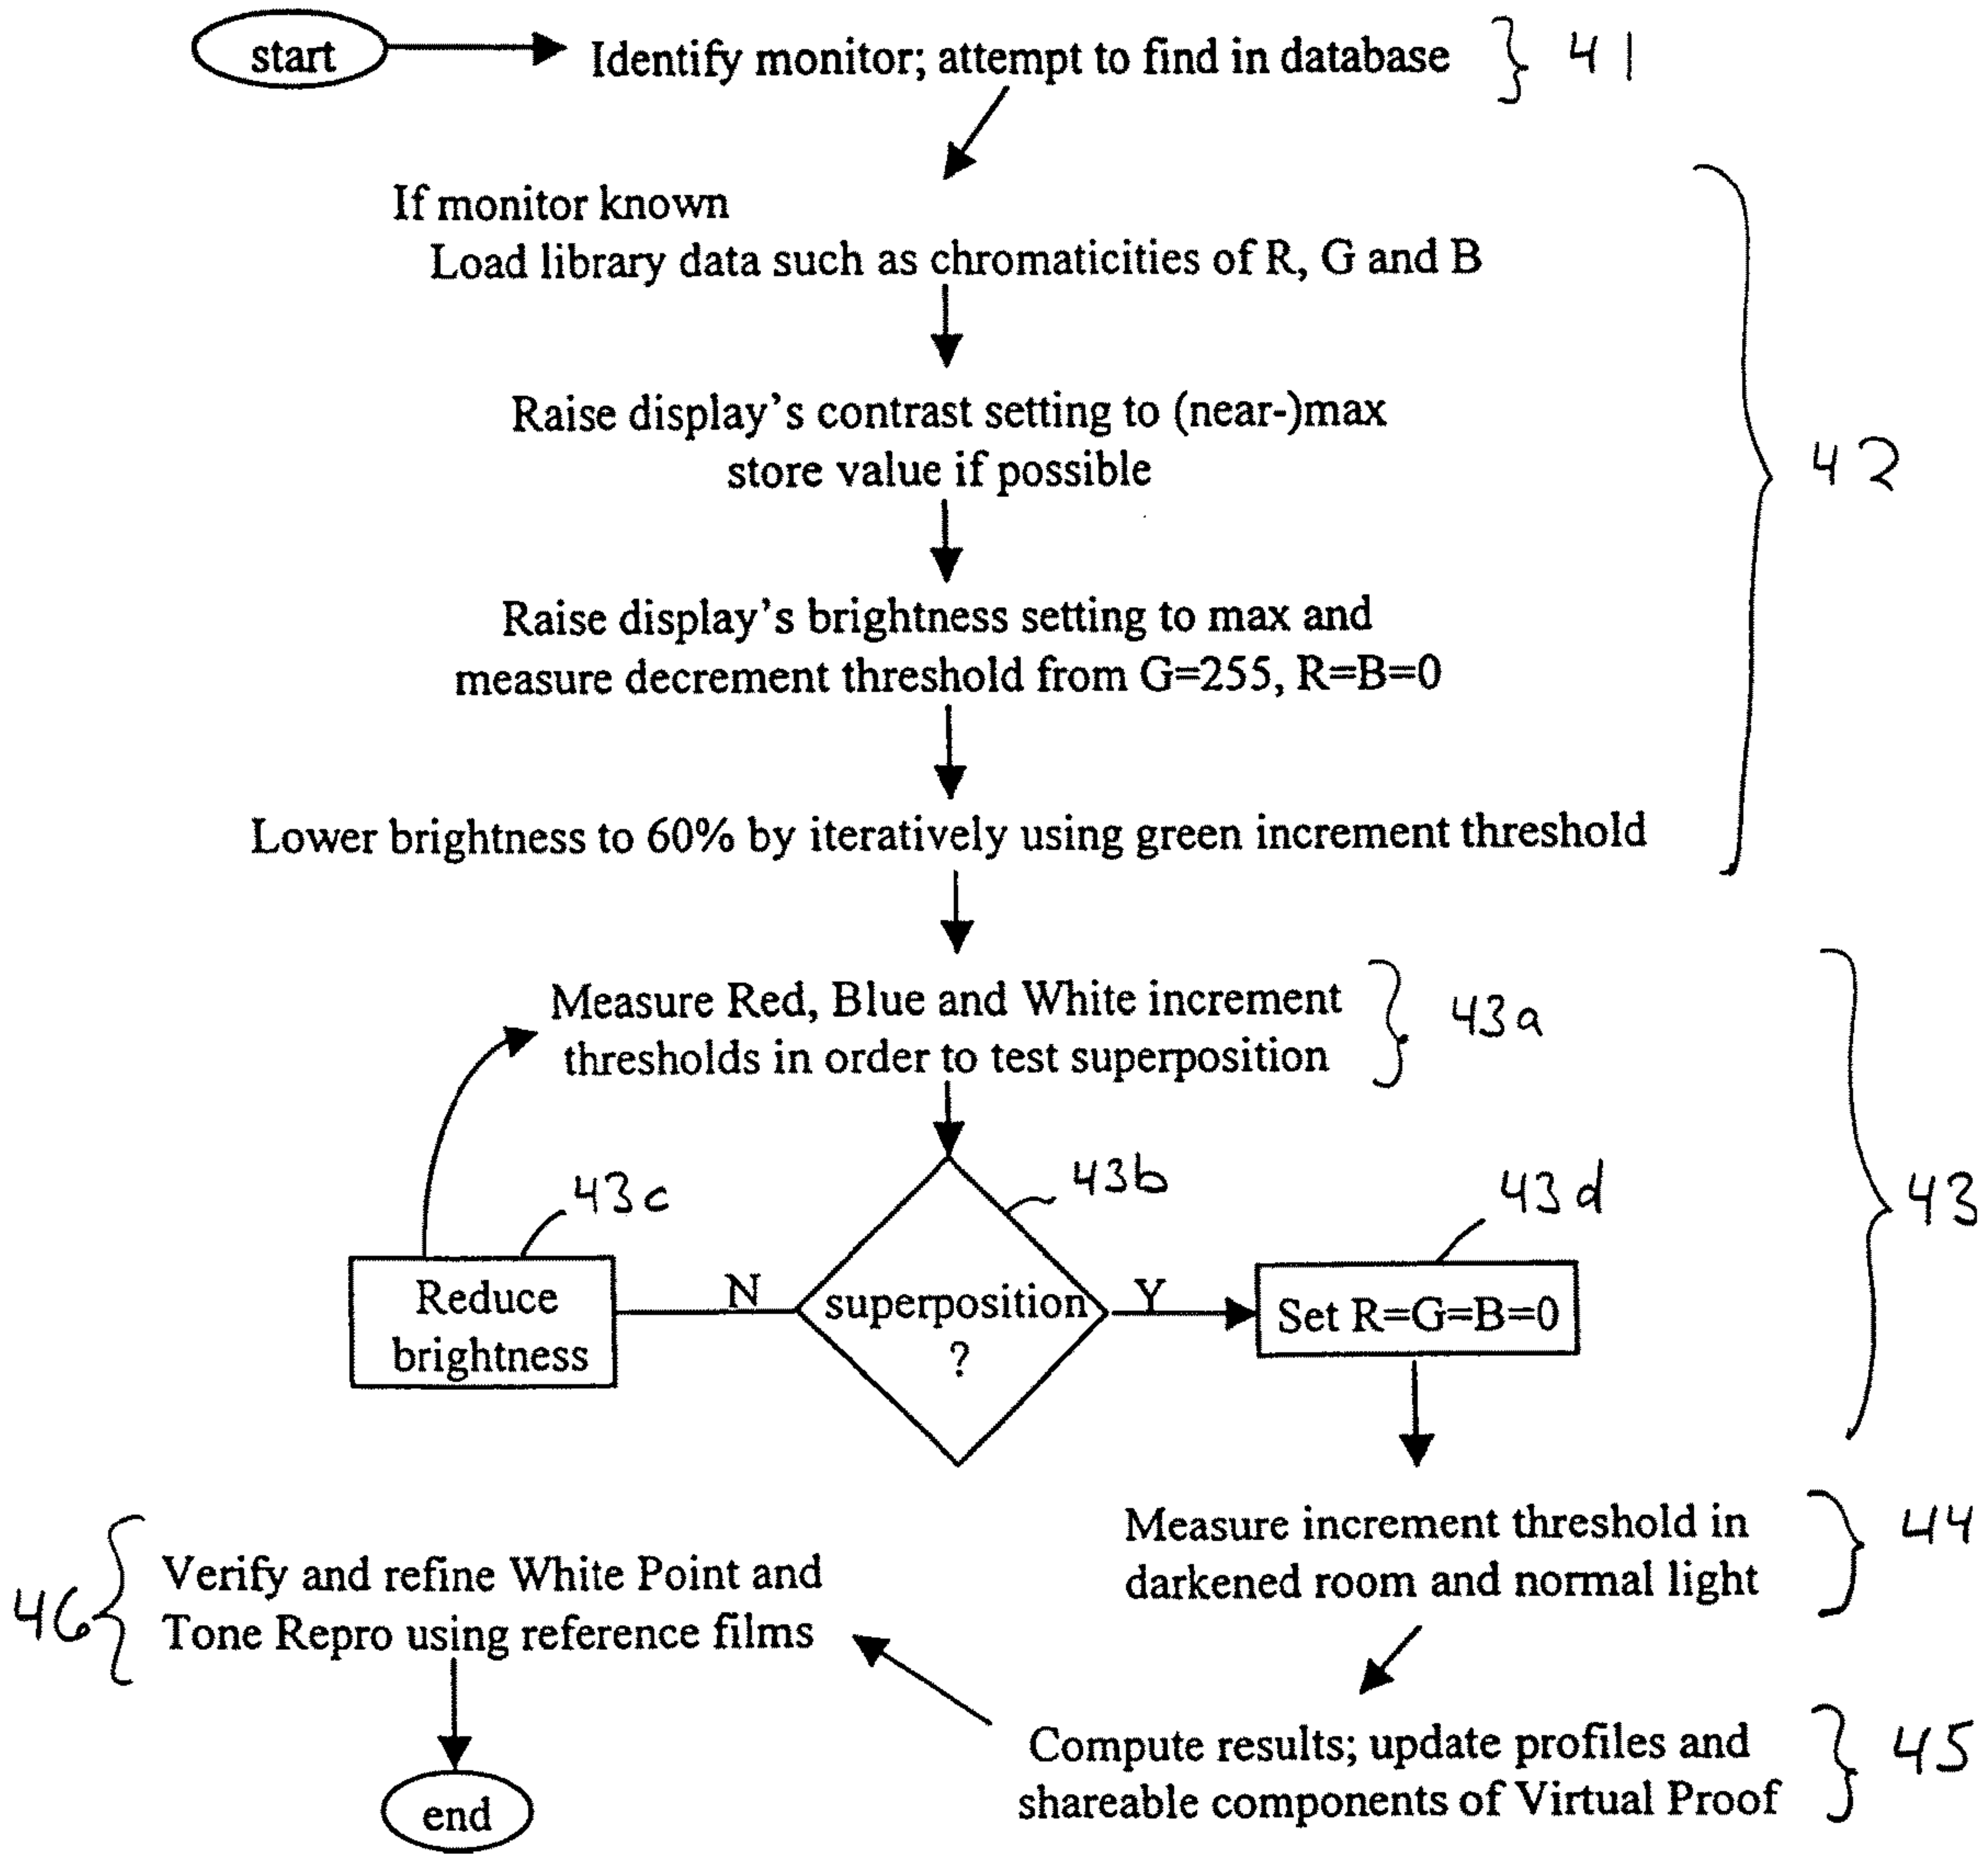 start
Identify monitor; attempt to find in database
41
If monitor known
Load library data such as chromaticities of R, G and B
Raise display's contrast setting to (near-)max
store value if possible
42
Raise display's brightness setting to max and
measure decrement threshold from G=255, R=B=0
Lower brightness to 60% by iteratively using green increment threshold
Measure Red, Blue and White increment
thresholds in order to test superposition
43a
43c
43b
43d
43
Reduce
brightness
N
superposition
?
Y
Set R=G=B=0
Measure increment threshold in
darkened room and normal light
44
46
Verify and refine White Point and
Tone Repro using reference films
Compute results; update profiles and
shareable components of Virtual Proof
45
end